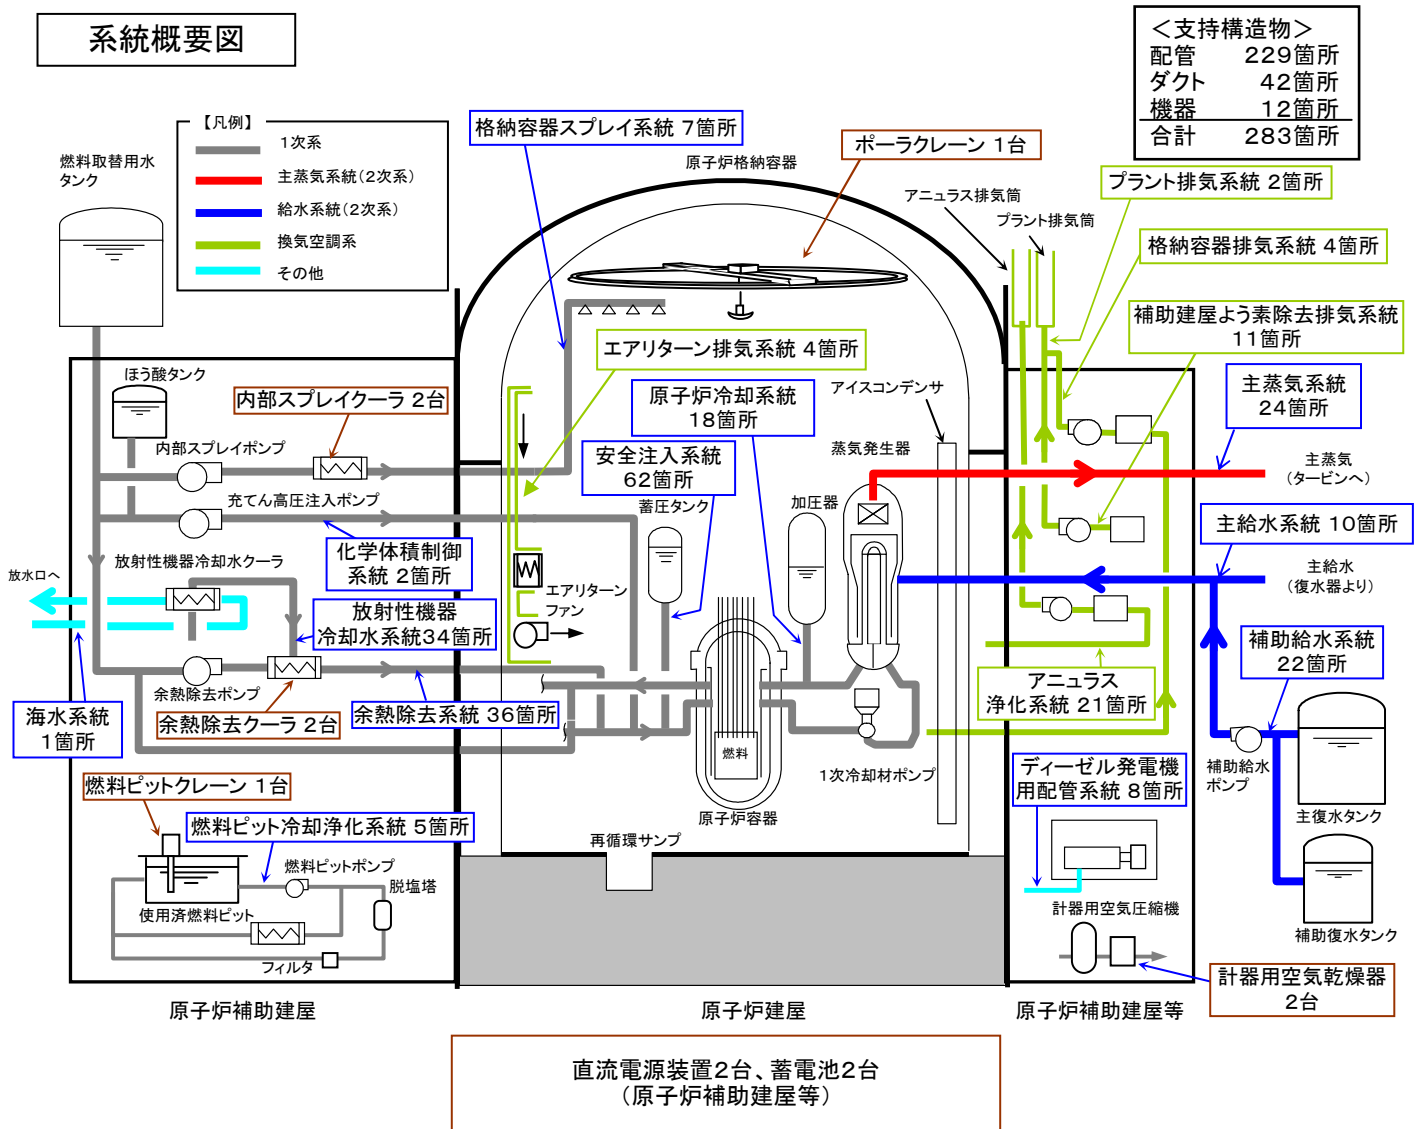 系統概要図
＜支持構造物＞
配管 229箇所
ダクト 42箇所
機器 12箇所
合計 283箇所
【凡例】
1次系
主蒸気系統(2次系)
給水系統(2次系)
換気空調系
その他
燃料取替用水
タンク
格納容器スプレイ系統 7箇所
原子炉格納容器
ポーラクレーン 1台
アニュラス排気筒
プラント排気筒
プラント排気系統 2箇所
格納容器排気系統 4箇所
補助建屋よう素除去排気系統
11箇所
エアリターン排気系統 4箇所
ほう酸タンク
内部スプレイクーラ 2台
内部スプレイポンプ
原子炉冷却系統
18箇所
アイスコンデンサ
主蒸気系統
24箇所
蒸気発生器
安全注入系統
62箇所
主蒸気
(タービンへ)
充てん高圧注入ポンプ
蓄圧タンク
加圧器
主給水系統 10箇所
化学体積制御
系統 2箇所
放射性機器冷却水クーラ
放水口へ
主給水
(復水器より)
エアリターン
ファン
放射性機器
冷却水系統34箇所
補助給水系統
22箇所
余熱除去ポンプ
アニュラス
浄化系統 21箇所
海水系統
1箇所
余熱除去クーラ 2台
余熱除去系統 36箇所
燃料
1次冷却材ポンプ
ディーゼル発電機
用配管系統 8箇所
補助給水
ポンプ
主復水タンク
燃料ピットクレーン 1台
原子炉容器
燃料ピット冷却浄化系統 5箇所
再循環サンプ
燃料ピットポンプ
脱塩塔
使用済燃料ピット
計器用空気圧縮機
補助復水タンク
フィルタ
計器用空気乾燥器
2台
原子炉補助建屋
原子炉建屋
原子炉補助建屋等
直流電源装置2台、蓄電池2台
(原子炉補助建屋等)